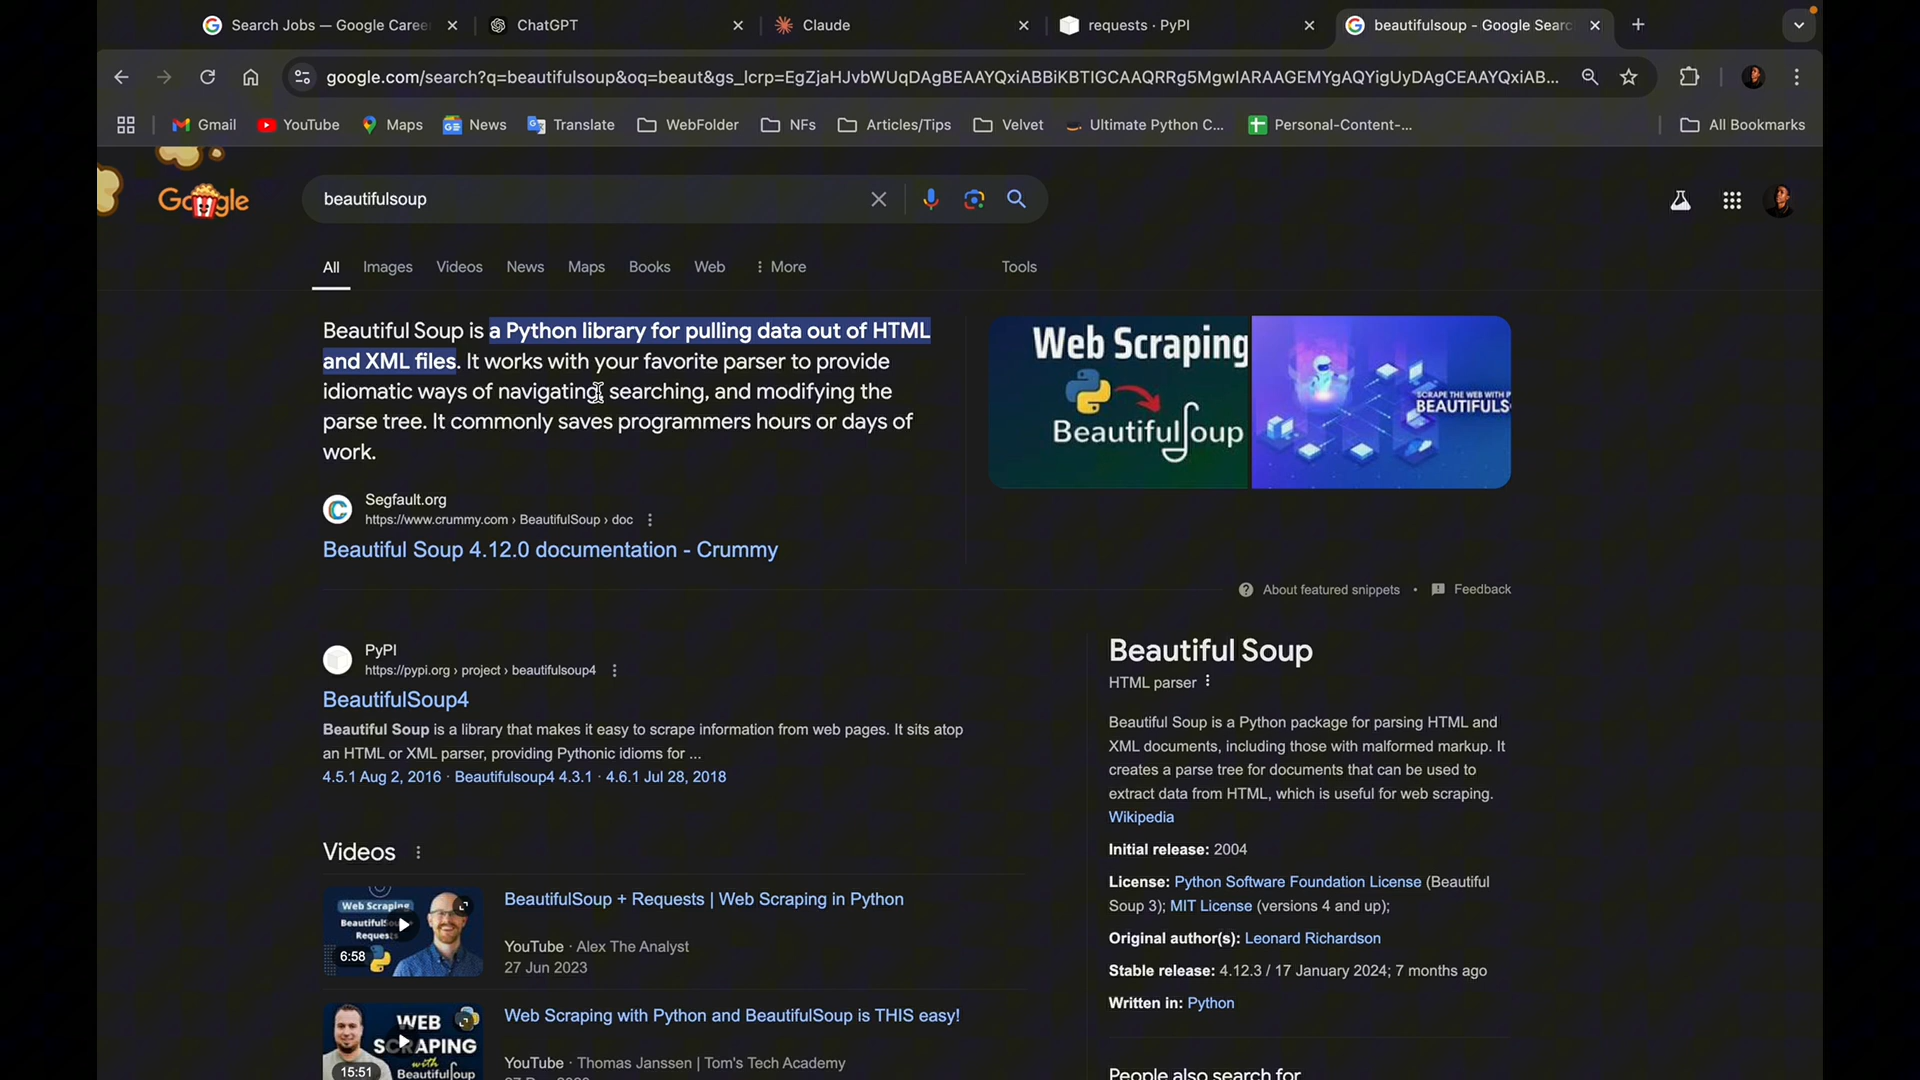 Search Jobs — Google Caree
ChatGPT
Claude
requests · PyPI
beautifulsoup - Google Searc
google.com/search?q=beautifulsoup&oq=beaut&gs_lcrp=EgZjaHJvbWUqDAgBEAAYQxiABBiKBTIGCAAQRRg5MgwIARAAGEMYgAQYigUyDAgCEAAYQxiAB...
Gmail
YouTube
Maps
News
Translate
WebFolder
NFs
Articles/Tips
Velvet
Ultimate Python C...
Personal-Content-...
All Bookmarks
Google
beautifulsoup
All
Images
Videos
News
Maps
Books
Web
More
Tools
Beautiful Soup is a Python library for pulling data out of HTML
and XML files. It works with your favorite parser to provide
idiomatic ways of navigating, searching, and modifying the
parse tree. It commonly saves programmers hours or days of
work.
Web Scraping
BeautifulSoup
SCRAPE THE WEB WITH P
BEAUTIFULS
Segfault.org
https://www.crummy.com › BeautifulSoup › doc
Beautiful Soup 4.12.0 documentation - Crummy
About featured snippets • Feedback
PyPI
https://pypi.org › project › beautifulsoup4
BeautifulSoup4
Beautiful Soup is a library that makes it easy to scrape information from web pages. It sits atop
an HTML or XML parser, providing Pythonic idioms for ...
4.5.1 Aug 2, 2016 · Beautifulsoup4 4.3.1 · 4.6.1 Jul 28, 2018
Videos
Web Scraping
Requests
6:58
BeautifulSoup + Requests | Web Scraping in Python
YouTube · Alex The Analyst
27 Jun 2023
WEB
SCRAPING
with
Beautifulsoup
15:51
Web Scraping with Python and BeautifulSoup is THIS easy!
YouTube · Thomas Janssen | Tom's Tech Academy
Beautiful Soup
HTML parser
Beautiful Soup is a Python package for parsing HTML and
XML documents, including those with malformed markup. It
creates a parse tree for documents that can be used to
extract data from HTML, which is useful for web scraping.
Wikipedia
Initial release: 2004
License: Python Software Foundation License (Beautiful
Soup 3); MIT License (versions 4 and up);
Original author(s): Leonard Richardson
Stable release: 4.12.3 / 17 January 2024; 7 months ago
Written in: Python
People also search for